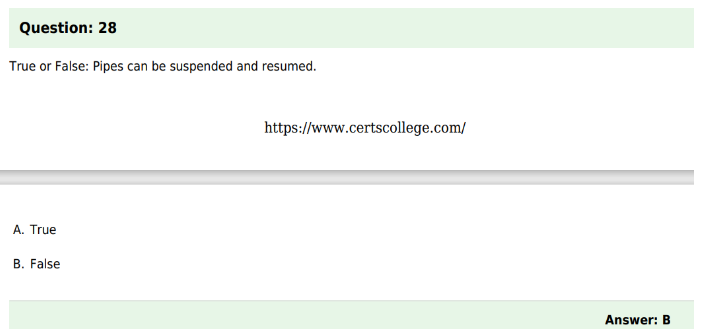 Question: 28
True or False: Pipes can be suspended and resumed.
https://www.certscollege.com/
A. True
B. False
Answer: B